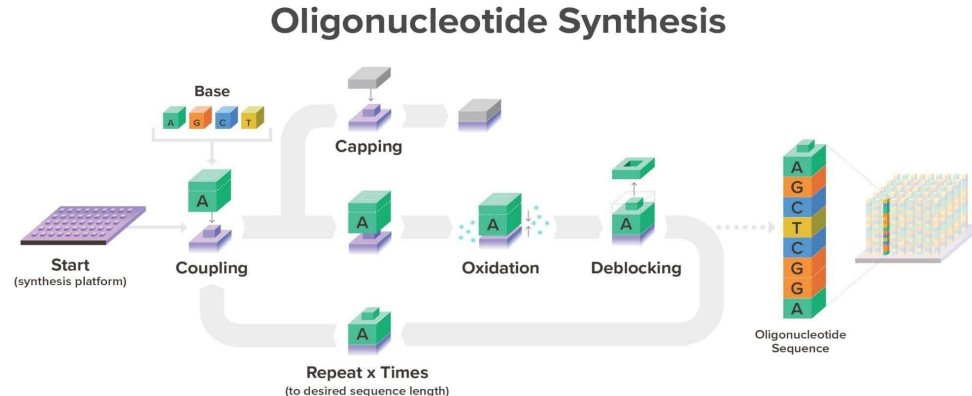 Oligonucleotide Synthesis
Base
A G C T
Capping
A
A
A
A
Start
(synthesis platform)
Coupling
Oxidation
Deblocking
A
G
C
T
C
G
G
A
Oligonucleotide
Sequence
A
Repeat x Times
(to desired sequence length)